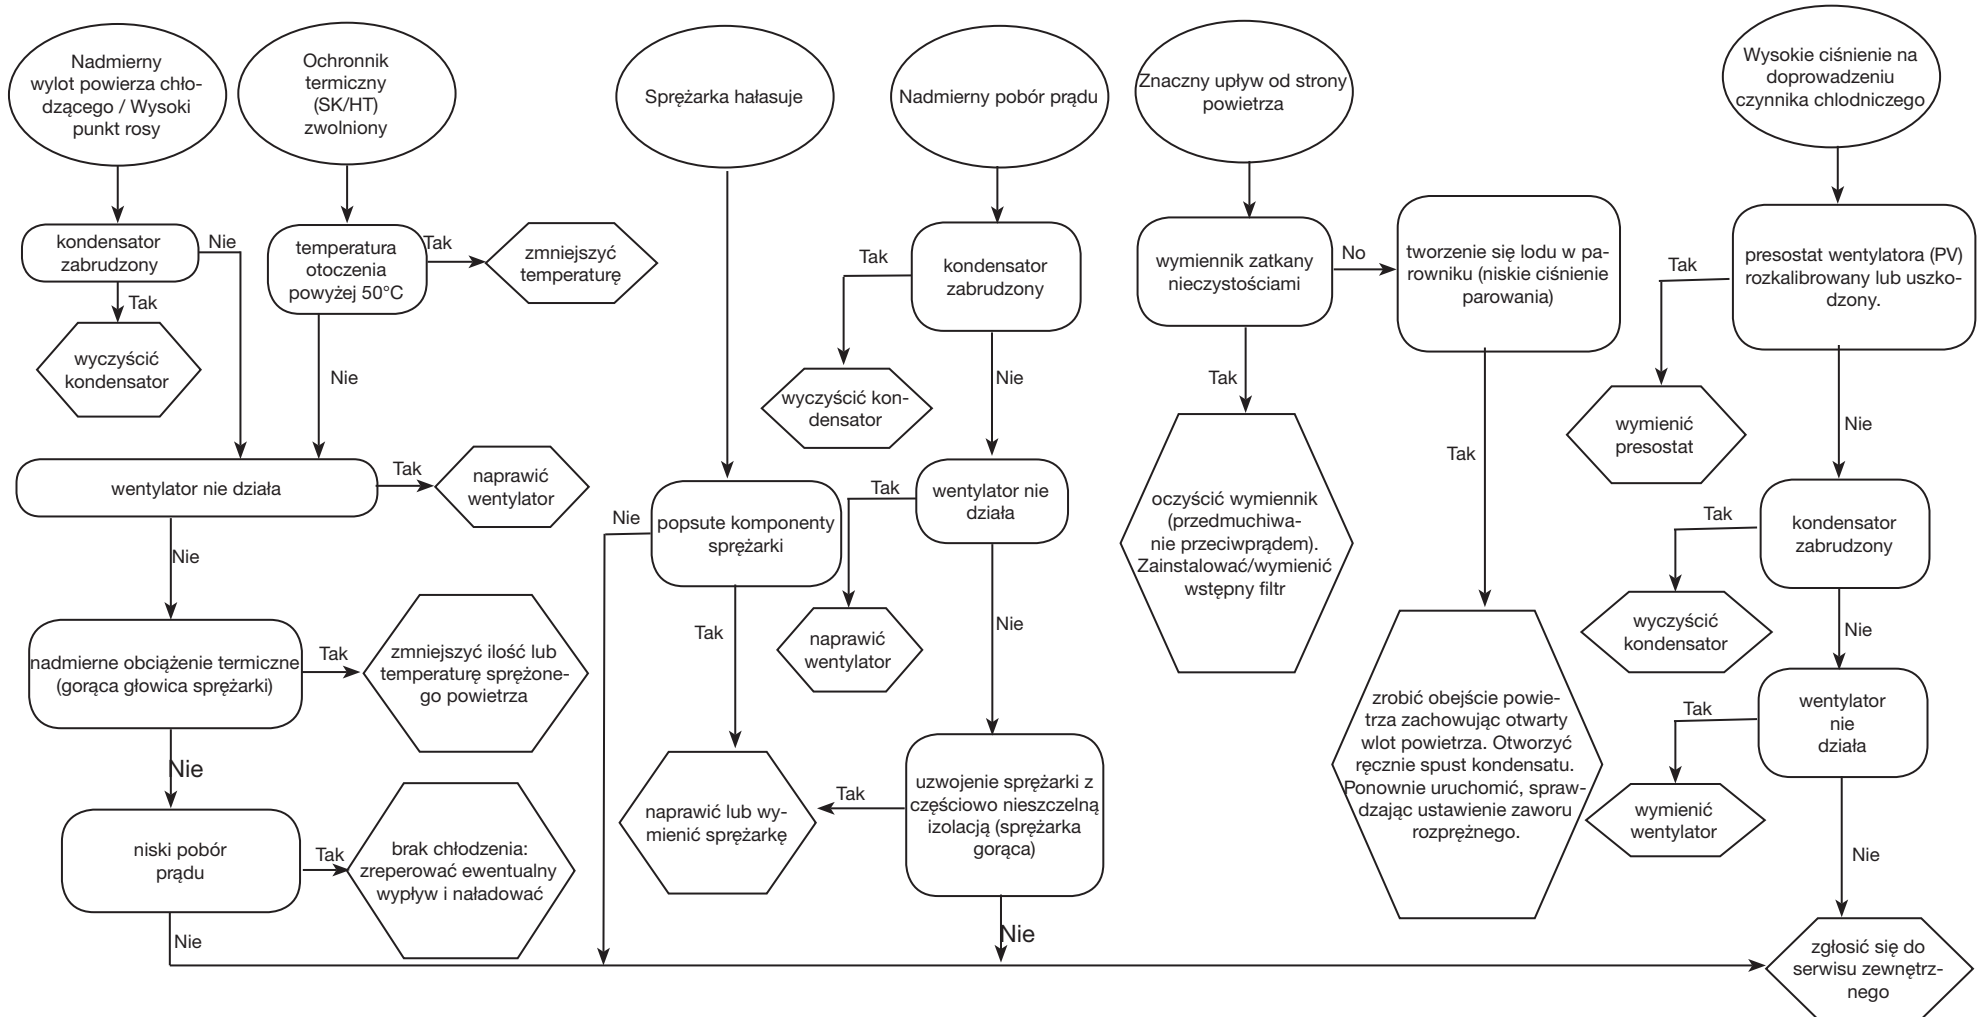 Nadmierny
wylot powierza chło-
dzącego / Wysoki
punkt rosy
kondensator
zabrudzony
Nie
Tak
wyczyścić
kondensator
Ochronnik
termiczny
(SK/HT)
zwolniony
temperatura
otoczenia
powyżej 50°C
Tak
zmniejszyć
temperaturę
Nie
wentylator nie działa
Tak
naprawić
wentylator
Nie
nadmierne obciążenie termiczne
(gorąca głowica sprężarki)
Tak
zmniejszyć ilość lub
temperaturę sprężone-
go powietrza
Nie
niski pobór
prądu
Tak
brak chłodzenia:
zreperować ewentualny
wypływ i naładować
Nie
Sprężarka hałasuje
popsute komponenty
sprężarki
Nie
Tak
naprawić lub wy-
mienić sprężarkę
Nadmierny pobór prądu
kondensator
zabrudzony
Tak
wyczyścić kon-
densator
Nie
wentylator nie
działa
Tak
naprawić
wentylator
Nie
uzwojenie sprężarki z
częściowo nieszczelną
izolacją (sprężarka
gorąca)
Tak
Nie
Znaczny upływ od strony
powietrza
wymiennik zatkany
nieczystościami
No
Tak
oczyścić wymiennik
(przedmuchiwa-
nie przeciwprądem).
Zainstalować/wymienić
wstępny filtr
tworzenie się lodu w pa-
rowniku (niskie ciśnienie
parowania)
Tak
zrobić obejście powie-
trza zachowując otwarty
wlot powietrza. Otworzyć
ręcznie spust kondensatu.
Ponownie uruchomić, spraw-
dzając ustawienie zaworu
rozprężnego.
Wysokie ciśnienie na
doprowadzeniu
czynnika chlodniczego
presostat wentylatora (PV)
rozkalibrowany lub uszko-
dzony.
Tak
wymienić
presostat
Nie
kondensator
zabrudzony
Tak
wyczyścić
kondensator
Nie
wentylator
nie
działa
Tak
wymienić
wentylator
Nie
zgłosić się do
serwisu zewnętrz-
nego